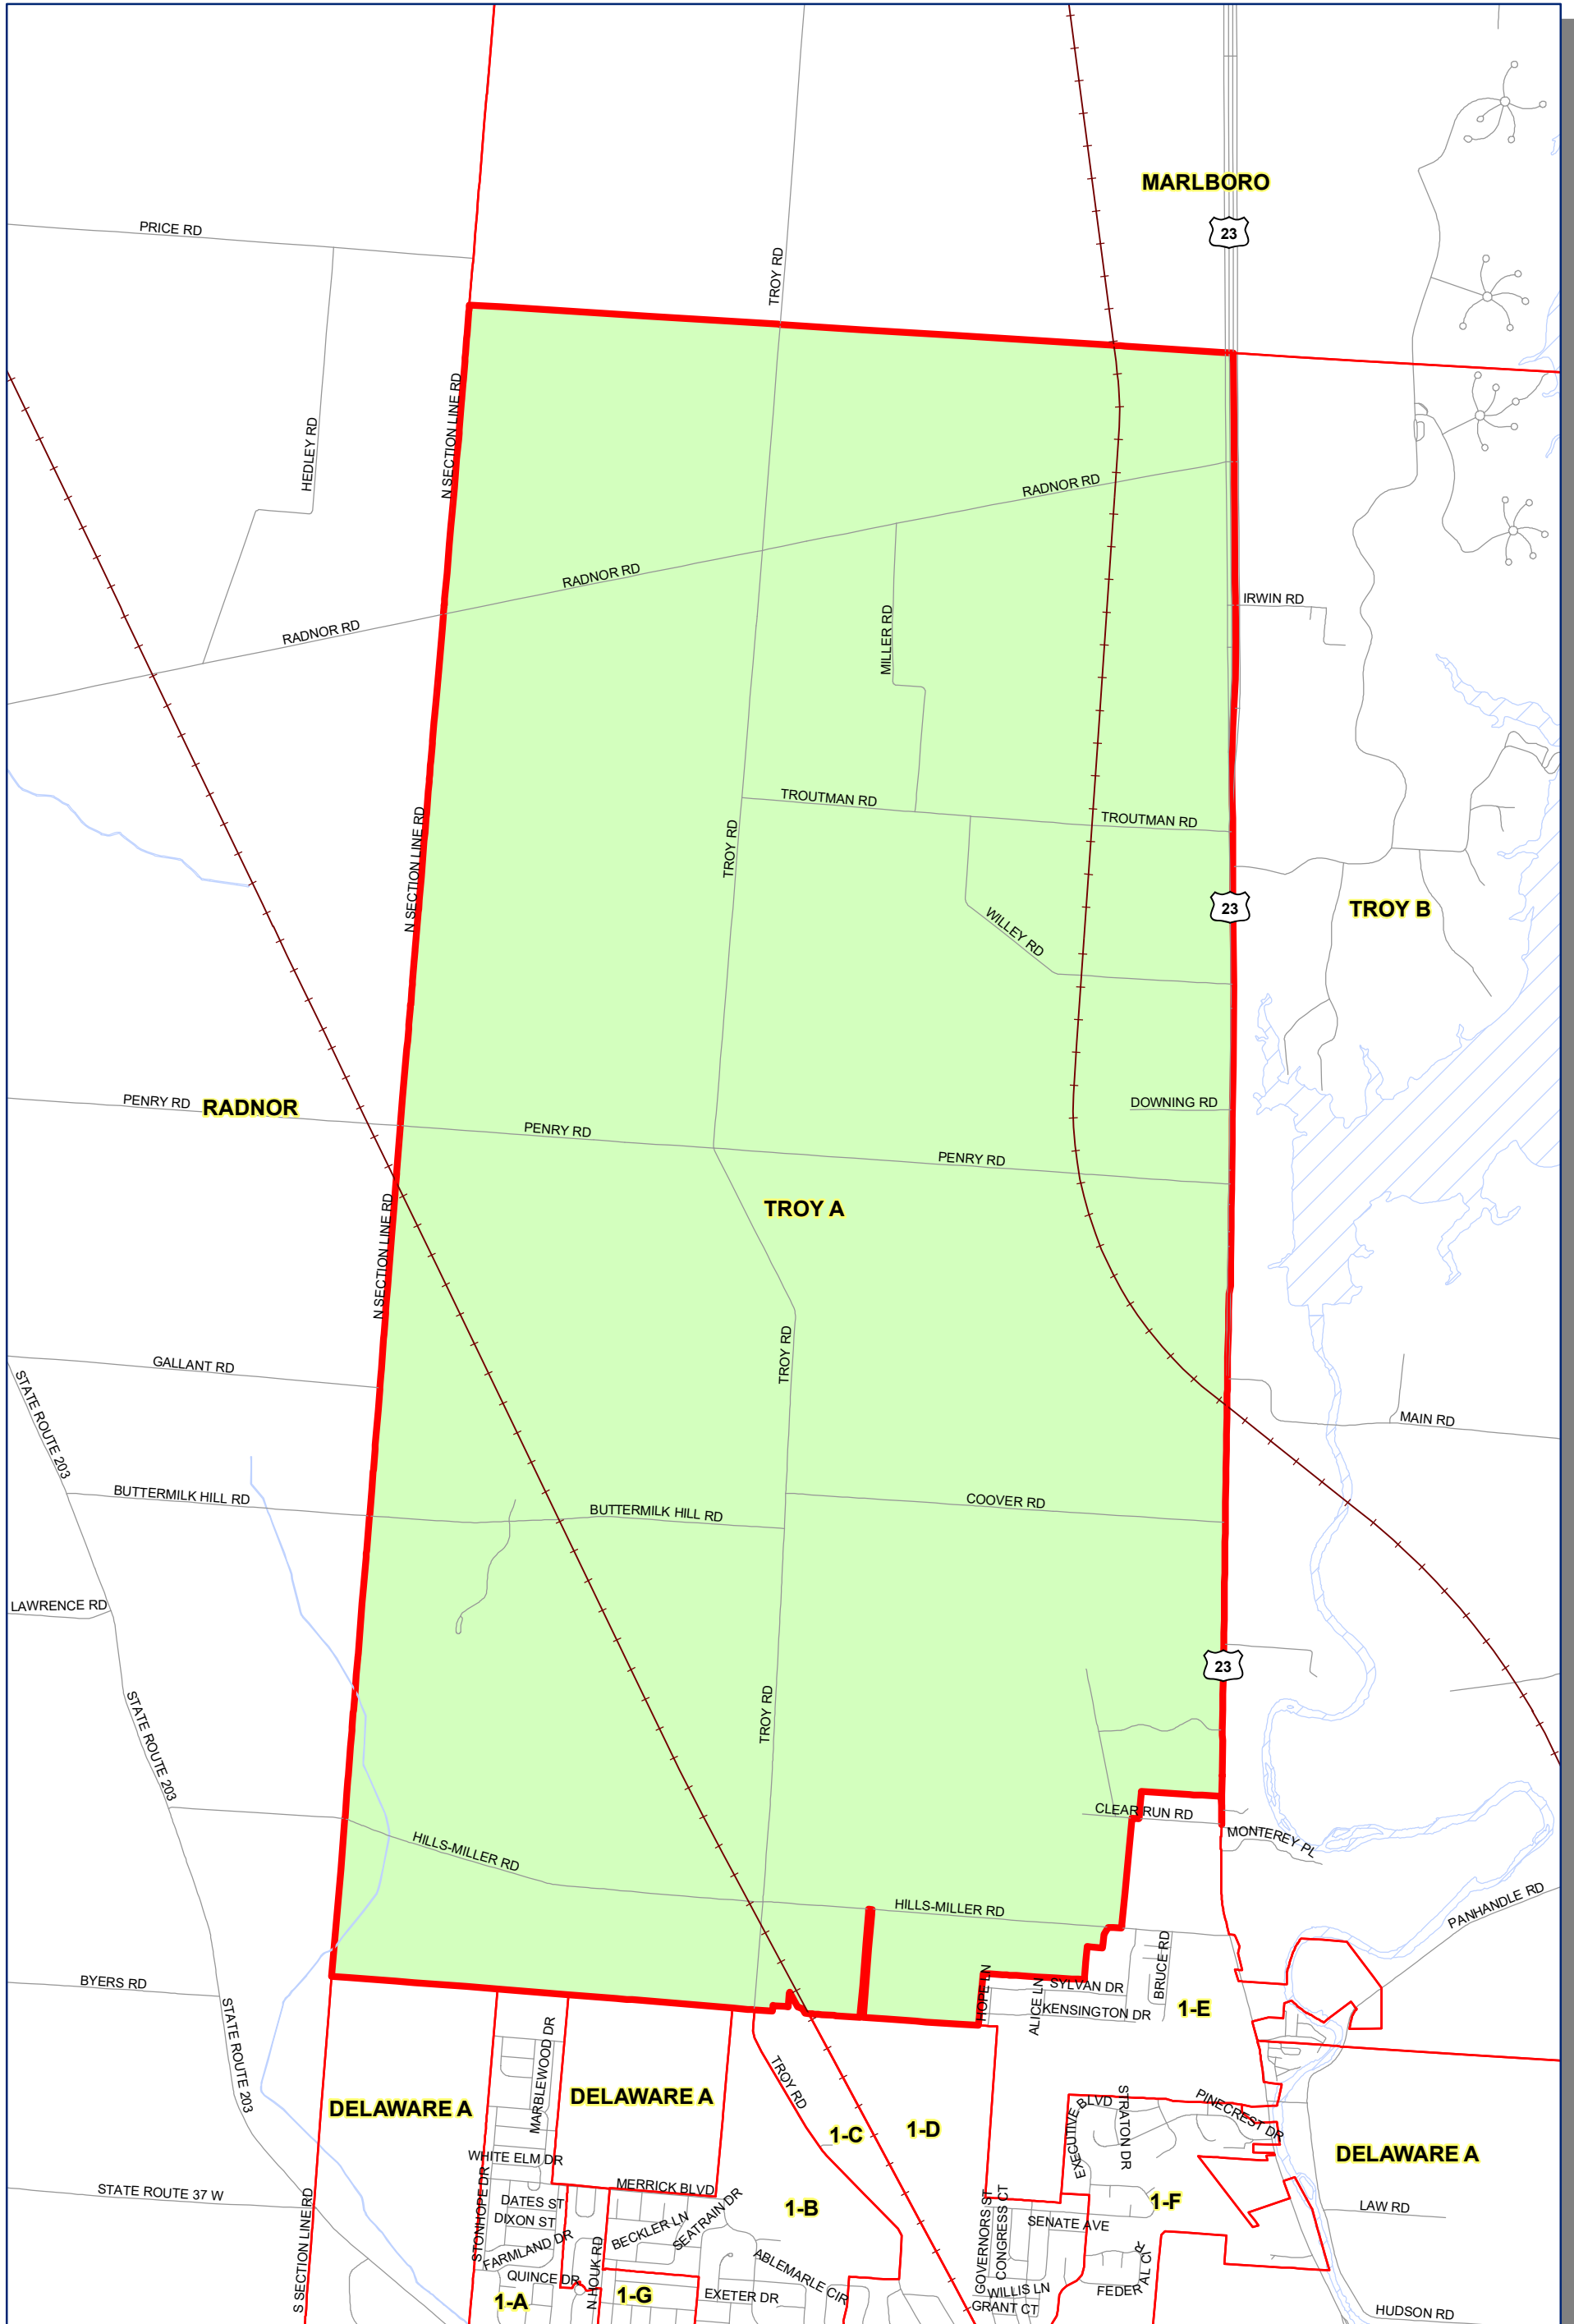 MARLBORO
PRICE RD
23
TROY RD
N SECTION LINE RD
HEDLEY RD
RADNOR RD
RADNOR RD
RADNOR RD
IRWIN RD
MILLER RD
TROUTMAN RD
TROUTMAN RD
N SECTION LINE RD
TROY RD
23
TROY B
WILLEY RD
DOWNING RD
PENRY RD
RADNOR
PENRY RD
PENRY RD
TROY A
N SECTION LINE RD
TROY RD
GALLANT RD
STATE ROUTE 203
MAIN RD
BUTTERMILK HILL RD
BUTTERMILK HILL RD
COOVER RD
LAWRENCE RD
23
TROY RD
STATE ROUTE 203
CLEAR RUN RD
MONTEREY PL
HILLS-MILLER RD
HILLS-MILLER RD
PANHANDLE RD
BYERS RD
HOPE LN
SYLVAN DR
BRUCE RD
ALICE LN
KENSINGTON DR
1-E
STATE ROUTE 203
MARBLEWOOD DR
TROY RD
DELAWARE A
DELAWARE A
1-C
1-D
EXECUTIVE BLVD
STRATON DR
PINECREST DR
DELAWARE A
WHITE ELM DR
STONHOPE DR
MERRICK BLVD
STATE ROUTE 37 W
S SECTION LINE RD
DATES ST
DIXON ST
BECKLER LN
SEATRAIN DR
1-B
GOVERNORS ST
CONGRESS CT
1-F
LAW RD
SENATE AVE
FARMLAND DR
QUINCE DR
N HOUK RD
1-G
EXETER DR
ABLEMARLE CIR
WILLIS LN
GRANT CT
FEDERAL CIR
1-A
HUDSON RD